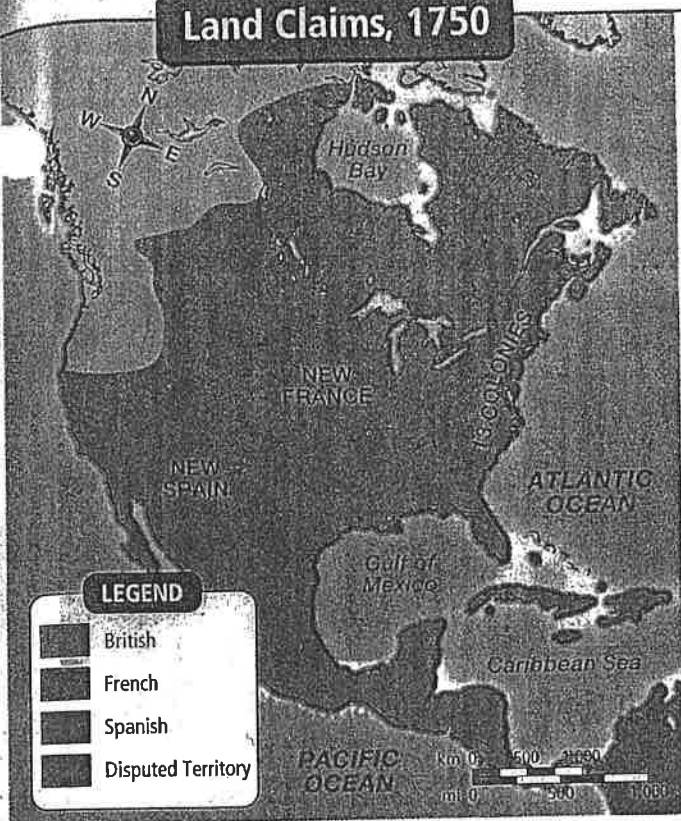 Land Claims, 1750
N
W
E
S
Hudson
Bay
NEW
FRANCE
13 COLONIES
NEW
SPAIN
ATLANTIC
OCEAN
Gulf of
Mexico
Caribbean Sea
PACIFIC
OCEAN
LEGEND
British
French
Spanish
Disputed Territory
km 0 500 1,000
mi 0 500 1,000